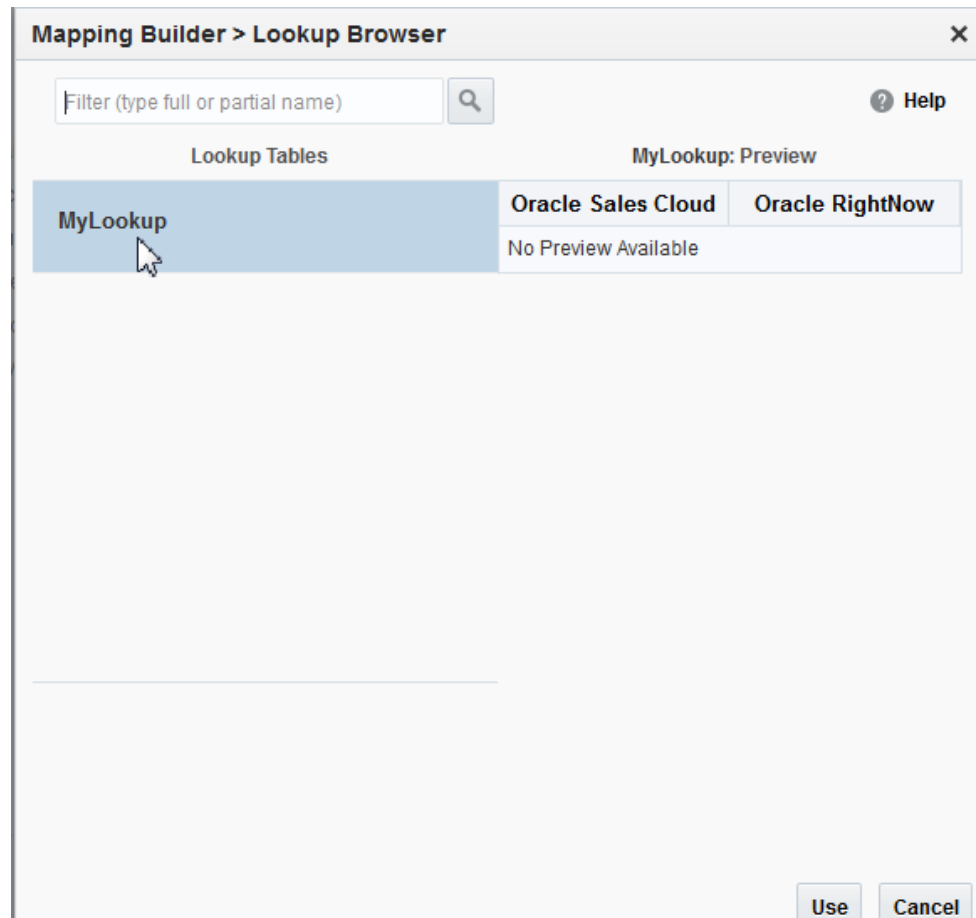 Mapping Builder > Lookup Browser
Filter (type full or partial name)
Help
Lookup Tables
MyLookup: Preview
MyLookup
Oracle Sales Cloud
Oracle RightNow
No Preview Available
Use
Cancel